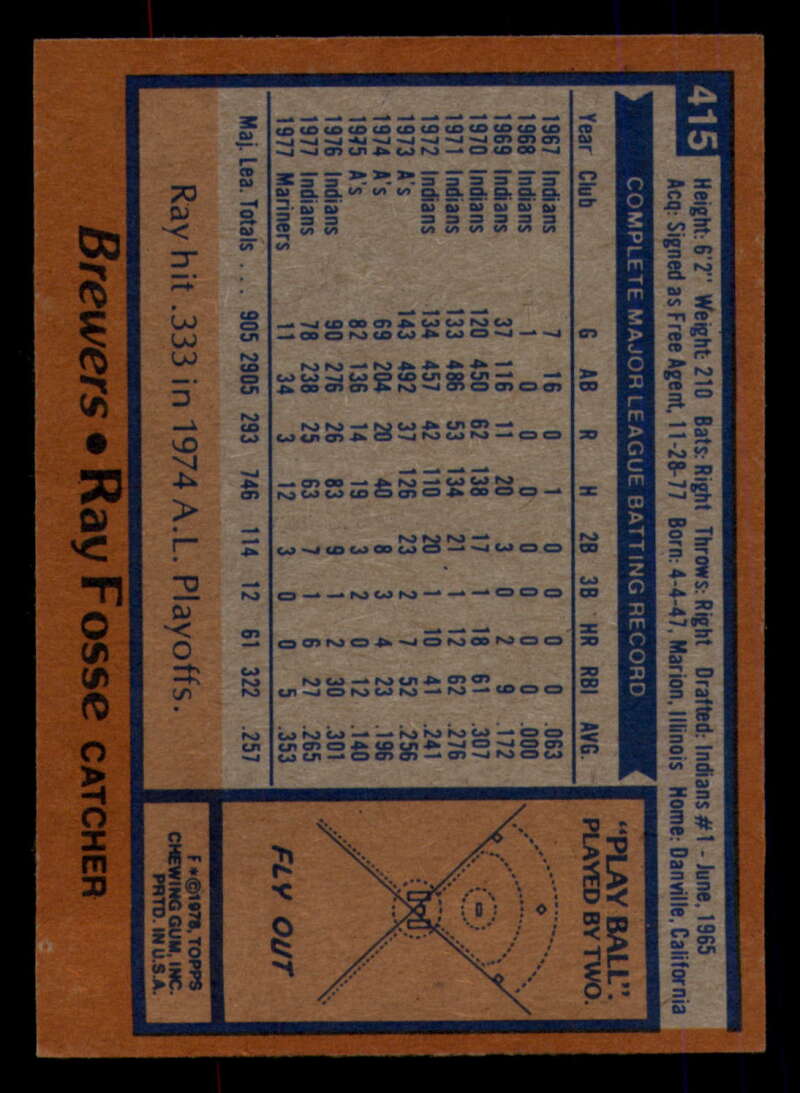 415
Height: 6'2" Weight: 210 Bats: Right Throws: Right Drafted: Indians #1 - June, 1965
Acq: Signed as Free Agent, 11-28-77 Born: 4-4-47, Marion, Illinois Home: Danville, California
COMPLETE MAJOR LEAGUE BATTING RECORD
Year Club G AB R H 2B 3B HR RBI AVG.
1967 Indians 7 16 0 1 0 0 0 0 .063
1968 Indians 1 0 0 0 0 0 0 0 .000
1969 Indians 37 116 11 20 3 0 2 9 .172
1970 Indians 120 450 62 138 17 1 18 61 .307
1971 Indians 133 486 53 134 21 1 12 62 .276
1972 Indians 134 457 42 110 20 1 10 41 .241
1973 A's 143 492 37 126 23 2 7 52 .256
1974 A's 69 204 20 40 8 3 4 23 .196
1975 A's 82 136 14 19 3 2 0 12 .140
1976 Indians 90 276 26 83 9 1 2 30 .301
1977 Indians 78 238 25 63 7 1 6 27 .265
1977 Mariners 11 34 3 12 3 0 0 5 .353
Maj. Lea. Totals . . . 905 2905 293 746 114 12 61 322 .257
Ray hit .333 in 1974 A.L. Playoffs.
"PLAY BALL".
PLAYED BY TWO.
FLY OUT
Brewers • Ray Fosse CATCHER
F*©1978, TOPPS
CHEWING GUM, INC.
PRTD. IN U.S.A.